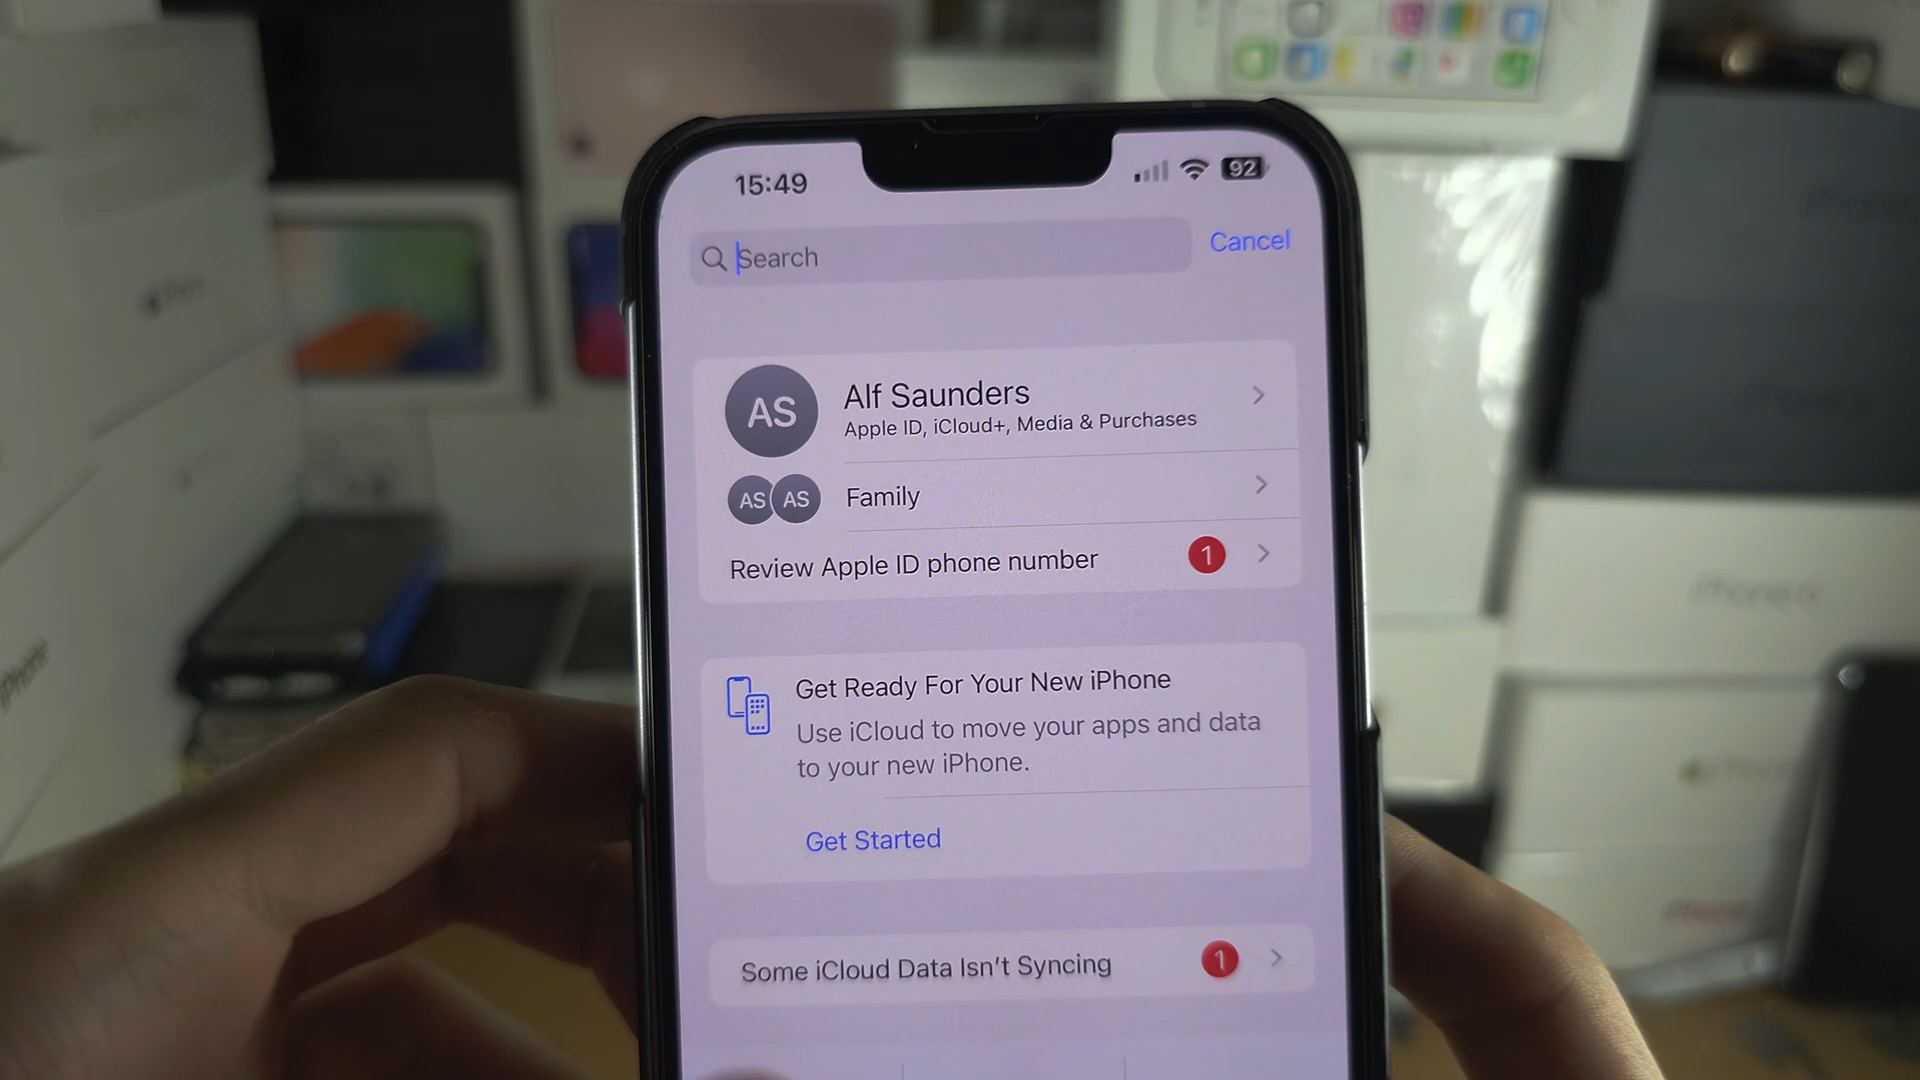 15:49
92
Search
Cancel
AS
Alf Saunders
Apple ID, iCloud+, Media & Purchases
AS AS
Family
Review Apple ID phone number
1
Get Ready For Your New iPhone
Use iCloud to move your apps and data
to your new iPhone.
Get Started
Some iCloud Data Isn't Syncing
1
iPhone